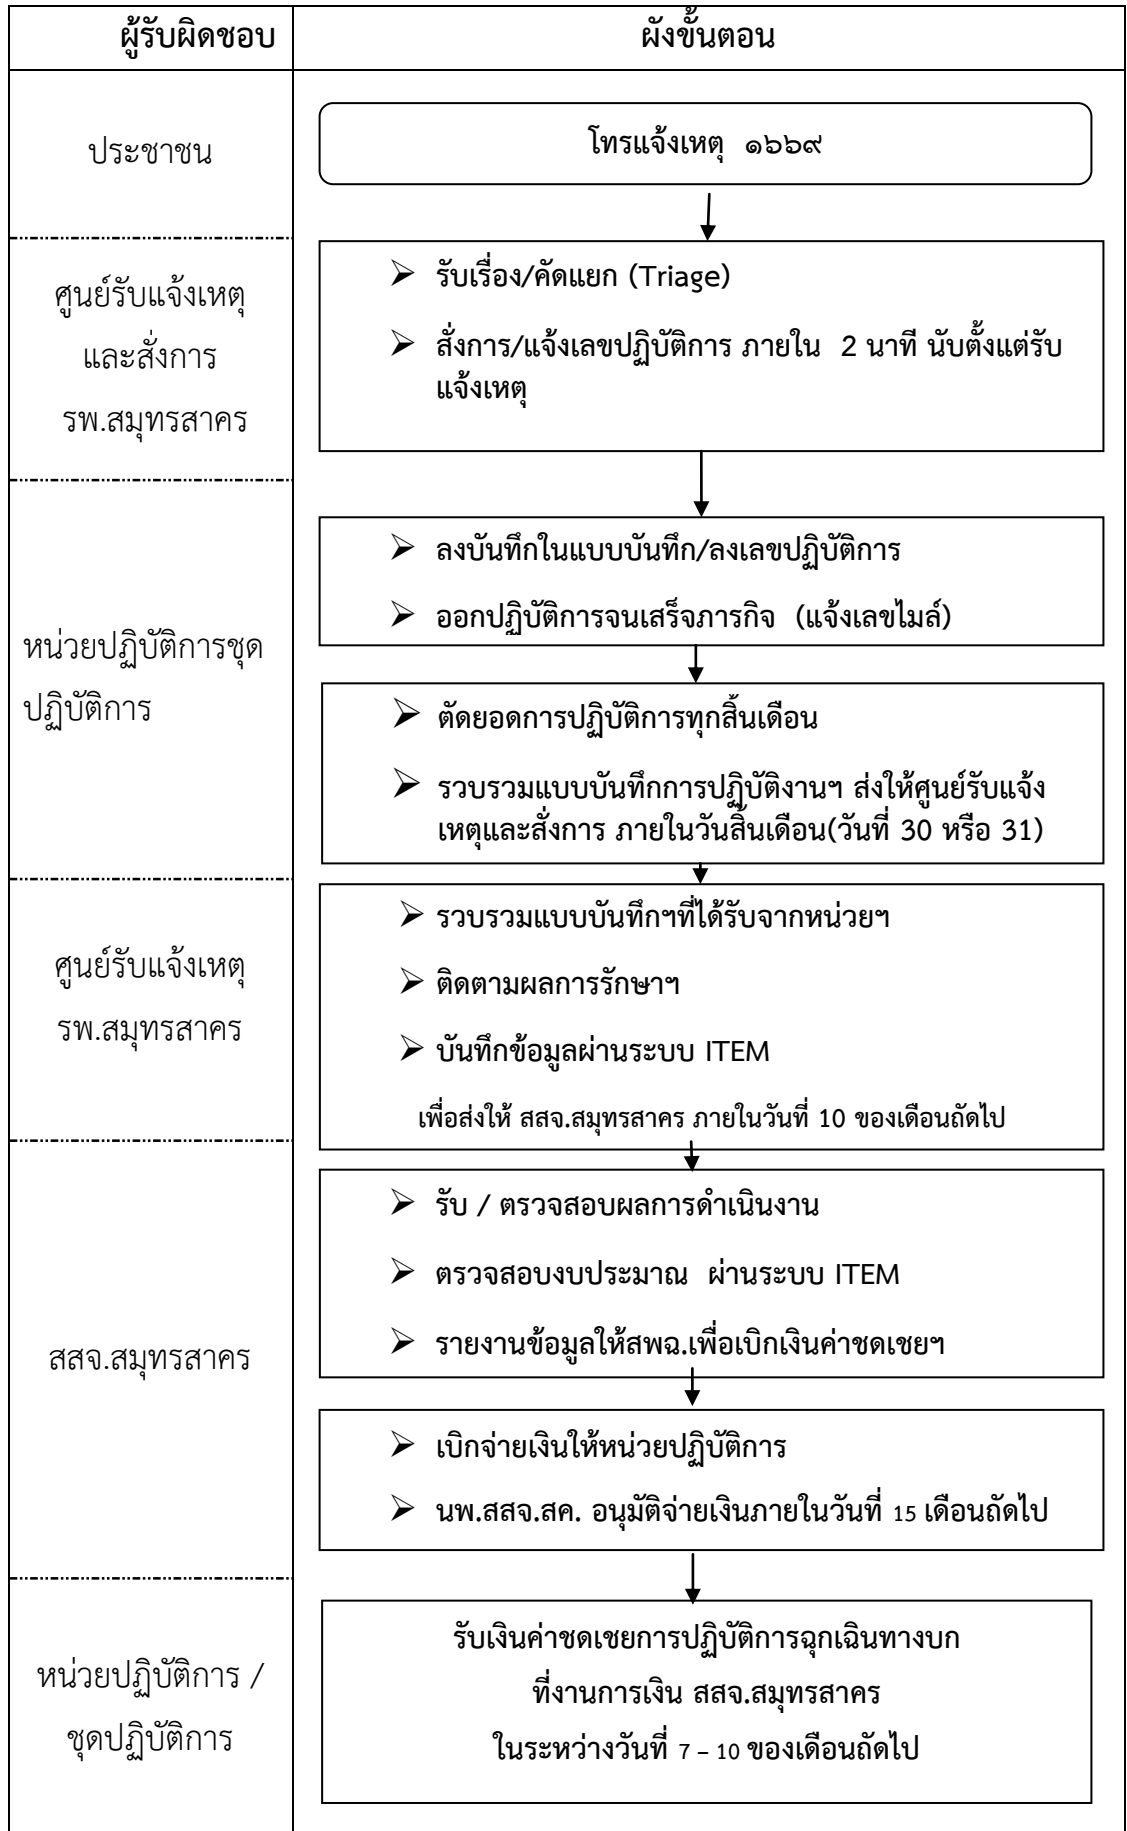 ผู้รับผิดชอบ
ผังขั้นตอน
ประชาชน
โทรแจ้งเหตุ ๑๖๖๙
ศูนย์รับแจ้งเหตุ
และสั่งการ
รพ.สมุทรสาคร
➢ รับเรื่อง/คัดแยก (Triage)
➢ สั่งการ/แจ้งเลขปฏิบัติการ ภายใน 2 นาที นับตั้งแต่รับ
แจ้งเหตุ
หน่วยปฏิบัติการชุด
ปฏิบัติการ
➢ ลงบันทึกในแบบบันทึก/ลงเลขปฏิบัติการ
➢ ออกปฏิบัติการจนเสร็จภารกิจ (แจ้งเลขไมล์)
➢ ตัดยอดการปฏิบัติการทุกสิ้นเดือน
➢ รวบรวมแบบบันทึกการปฏิบัติงานฯ ส่งให้ศูนย์รับแจ้ง
เหตุและสั่งการ ภายในวันสิ้นเดือน(วันที่ 30 หรือ 31)
ศูนย์รับแจ้งเหตุ
รพ.สมุทรสาคร
➢ รวบรวมแบบบันทึกฯที่ได้รับจากหน่วยฯ
➢ ติดตามผลการรักษาฯ
➢ บันทึกข้อมูลผ่านระบบ ITEM
เพื่อส่งให้ สสจ.สมุทรสาคร ภายในวันที่ 10 ของเดือนถัดไป
สสจ.สมุทรสาคร
➢ รับ / ตรวจสอบผลการดำเนินงาน
➢ ตรวจสอบงบประมาณ ผ่านระบบ ITEM
➢ รายงานข้อมูลให้สพฉ.เพื่อเบิกเงินค่าชดเชยฯ
➢ เบิกจ่ายเงินให้หน่วยปฏิบัติการ
➢ นพ.สสจ.สค. อนุมัติจ่ายเงินภายในวันที่ 15 เดือนถัดไป
หน่วยปฏิบัติการ /
ชุดปฏิบัติการ
รับเงินค่าชดเชยการปฏิบัติการฉุกเฉินทางบก
ที่งานการเงิน สสจ.สมุทรสาคร
ในระหว่างวันที่ 7 – 10 ของเดือนถัดไป